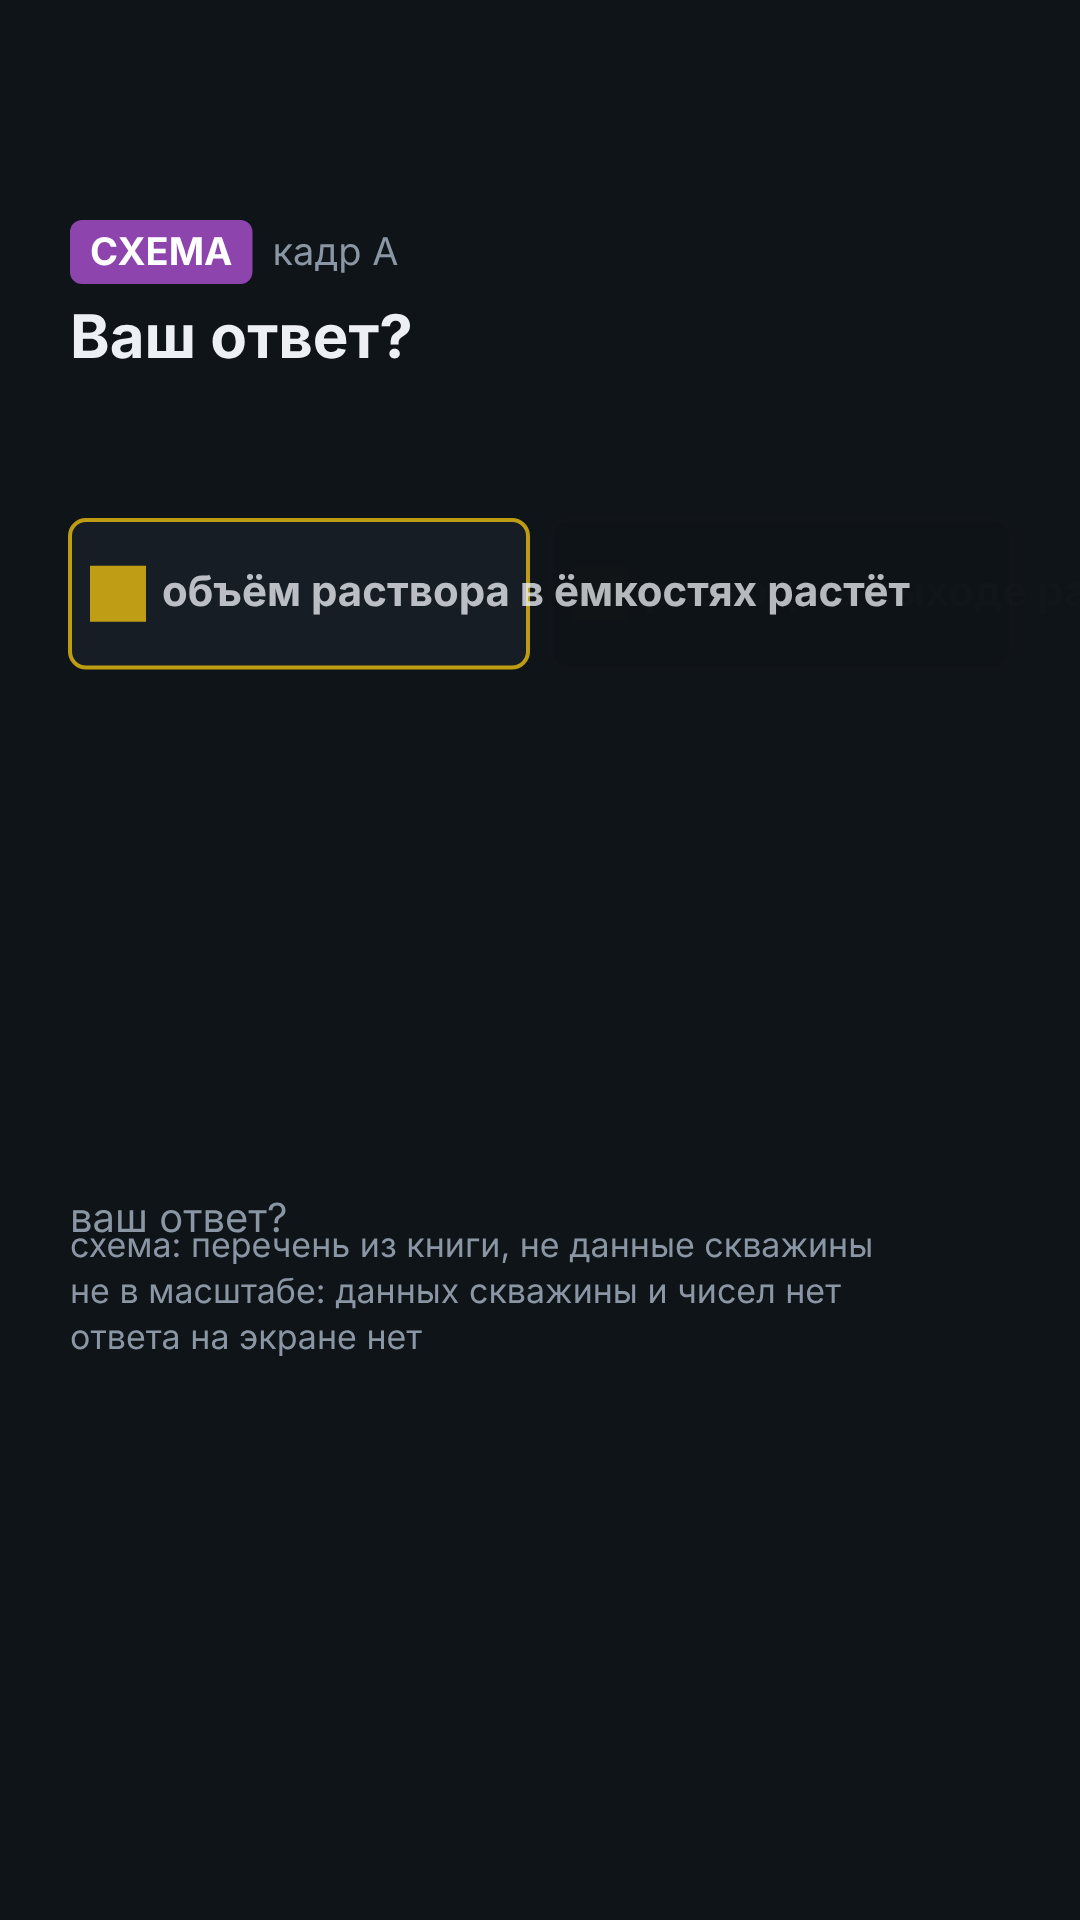 СХЕМА кадр А
Ваш ответ?
объём раствора в ёмкостях растёт
ваш ответ?
схема: перечень из книги, не данные скважины
не в масштабе: данных скважины и чисел нет
ответа на экране нет